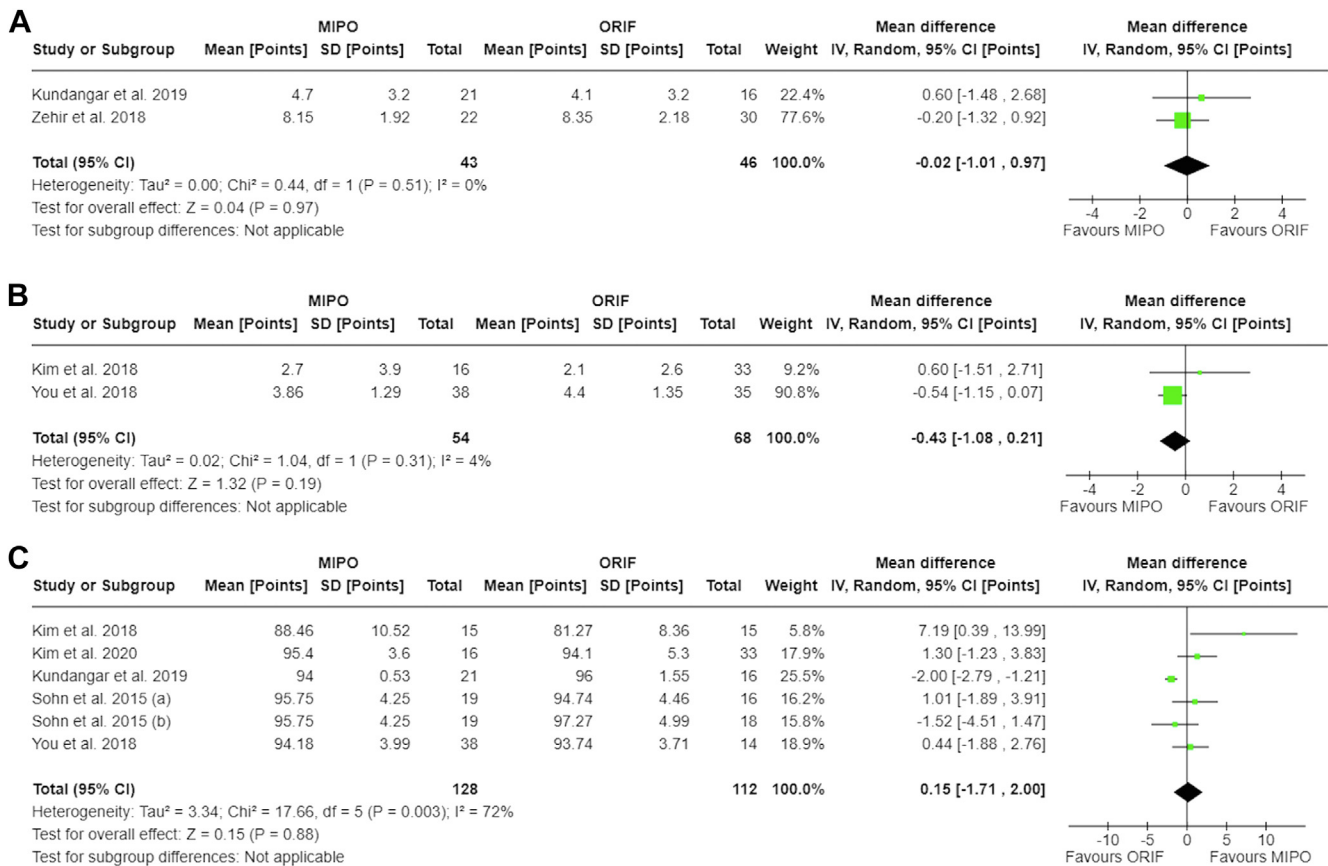 A
MIPO ORIF Mean difference Mean difference
Study or Subgroup Mean [Points] SD [Points] Total Mean [Points] SD [Points] Total Weight IV, Random, 95% CI [Points] IV, Random, 95% CI [Points]
Kundangar et al. 2019 4.7 3.2 21 4.1 3.2 16 22.4% 0.60 [-1.48 , 2.68]
Zehir et al. 2018 8.15 1.92 22 8.35 2.18 30 77.6% -0.20 [-1.32 , 0.92]
Total (95% CI) 43 46 100.0% -0.02 [-1.01 , 0.97]
Heterogeneity: Tau² = 0.00; Chi² = 0.44, df = 1 (P = 0.51); I² = 0%
Test for overall effect: Z = 0.04 (P = 0.97)
Test for subgroup differences: Not applicable
-4 -2 0 2 4
Favours MIPO Favours ORIF
B
MIPO ORIF Mean difference Mean difference
Study or Subgroup Mean [Points] SD [Points] Total Mean [Points] SD [Points] Total Weight IV, Random, 95% CI [Points] IV, Random, 95% CI [Points]
Kim et al. 2018 2.7 3.9 16 2.1 2.6 33 9.2% 0.60 [-1.51 , 2.71]
You et al. 2018 3.86 1.29 38 4.4 1.35 35 90.8% -0.54 [-1.15 , 0.07]
Total (95% CI) 54 68 100.0% -0.43 [-1.08 , 0.21]
Heterogeneity: Tau² = 0.02; Chi² = 1.04, df = 1 (P = 0.31); I² = 4%
Test for overall effect: Z = 1.32 (P = 0.19)
Test for subgroup differences: Not applicable
-4 -2 0 2 4
Favours MIPO Favours ORIF
C
MIPO ORIF Mean difference Mean difference
Study or Subgroup Mean [Points] SD [Points] Total Mean [Points] SD [Points] Total Weight IV, Random, 95% CI [Points] IV, Random, 95% CI [Points]
Kim et al. 2018 88.46 10.52 15 81.27 8.36 15 5.8% 7.19 [0.39 , 13.99]
Kim et al. 2020 95.4 3.6 16 94.1 5.3 33 17.9% 1.30 [-1.23 , 3.83]
Kundangar et al. 2019 94 0.53 21 96 1.55 16 25.5% -2.00 [-2.79 , -1.21]
Sohn et al. 2015 (a) 95.75 4.25 19 94.74 4.46 16 16.2% 1.01 [-1.89 , 3.91]
Sohn et al. 2015 (b) 95.75 4.25 19 97.27 4.99 18 15.8% -1.52 [-4.51 , 1.47]
You et al. 2018 94.18 3.99 38 93.74 3.71 14 18.9% 0.44 [-1.88 , 2.76]
Total (95% CI) 128 112 100.0% 0.15 [-1.71 , 2.00]
Heterogeneity: Tau² = 3.34; Chi² = 17.66, df = 5 (P = 0.003); I² = 72%
Test for overall effect: Z = 0.15 (P = 0.88)
Test for subgroup differences: Not applicable
-10 -5 0 5 10
Favours ORIF Favours MIPO